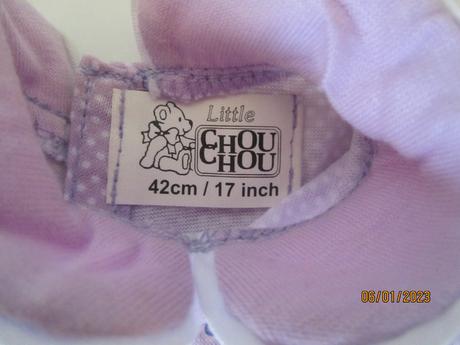 Little
CHOU
CHOU
42cm / 17 inch
06/01/2023